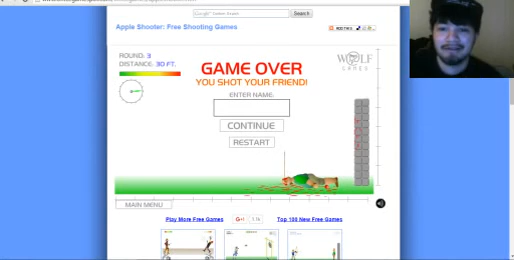 Search
Apple Shooter: Free Shooting Games
ROUND: 3
DISTANCE: 30 FT.
WOLF
GAMES
GAME OVER
YOU SHOT YOUR FRIEND!
ENTER NAME:
CONTINUE
RESTART
MAIN MENU
Play More Free Games
Top 100 New Free Games